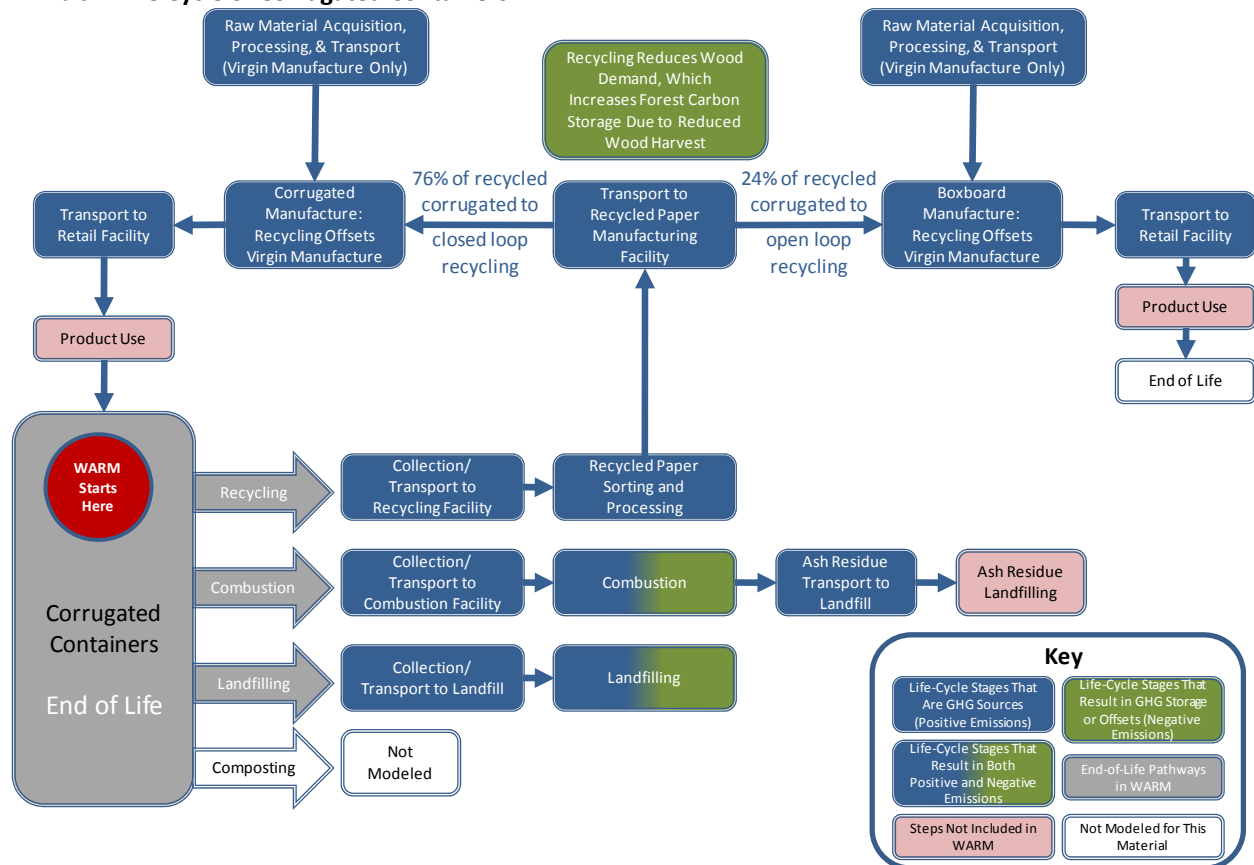 Raw Material Acquisition,
Processing, & Transport
(Virgin Manufacture Only)
Recycling Reduces Wood
Demand, Which
Increases Forest Carbon
Storage Due to Reduced
Wood Harvest
Raw Material Acquisition,
Processing, & Transport
(Virgin Manufacture Only)
Transport to
Retail Facility
Corrugated
Manufacture:
Recycling Offsets
Virgin Manufacture
76% of recycled
corrugated to
closed loop
recycling
Transport to
Recycled Paper
Manufacturing
Facility
24% of recycled
corrugated to
open loop
recycling
Boxboard
Manufacture:
Recycling Offsets
Virgin Manufacture
Transport to
Retail Facility
Product Use
Product Use
End of Life
WARM
Starts
Here
Corrugated
Containers
End of Life
Recycling
Collection/
Transport to
Recycling Facility
Recycled Paper
Sorting and
Processing
Combustion
Collection/
Transport to
Combustion Facility
Combustion
Ash Residue
Transport to
Landfill
Ash Residue
Landfilling
Landfilling
Collection/
Transport to Landfill
Landfilling
Composting
Not
Modeled
Key
Life-Cycle Stages That
Are GHG Sources
(Positive Emissions)
Life-Cycle Stages That
Result in GHG Storage
or Offsets (Negative
Emissions)
Life-Cycle Stages That
Result in Both
Positive and Negative
Emissions
End-of-Life Pathways
in WARM
Steps Not Included in
WARM
Not Modeled for This
Material